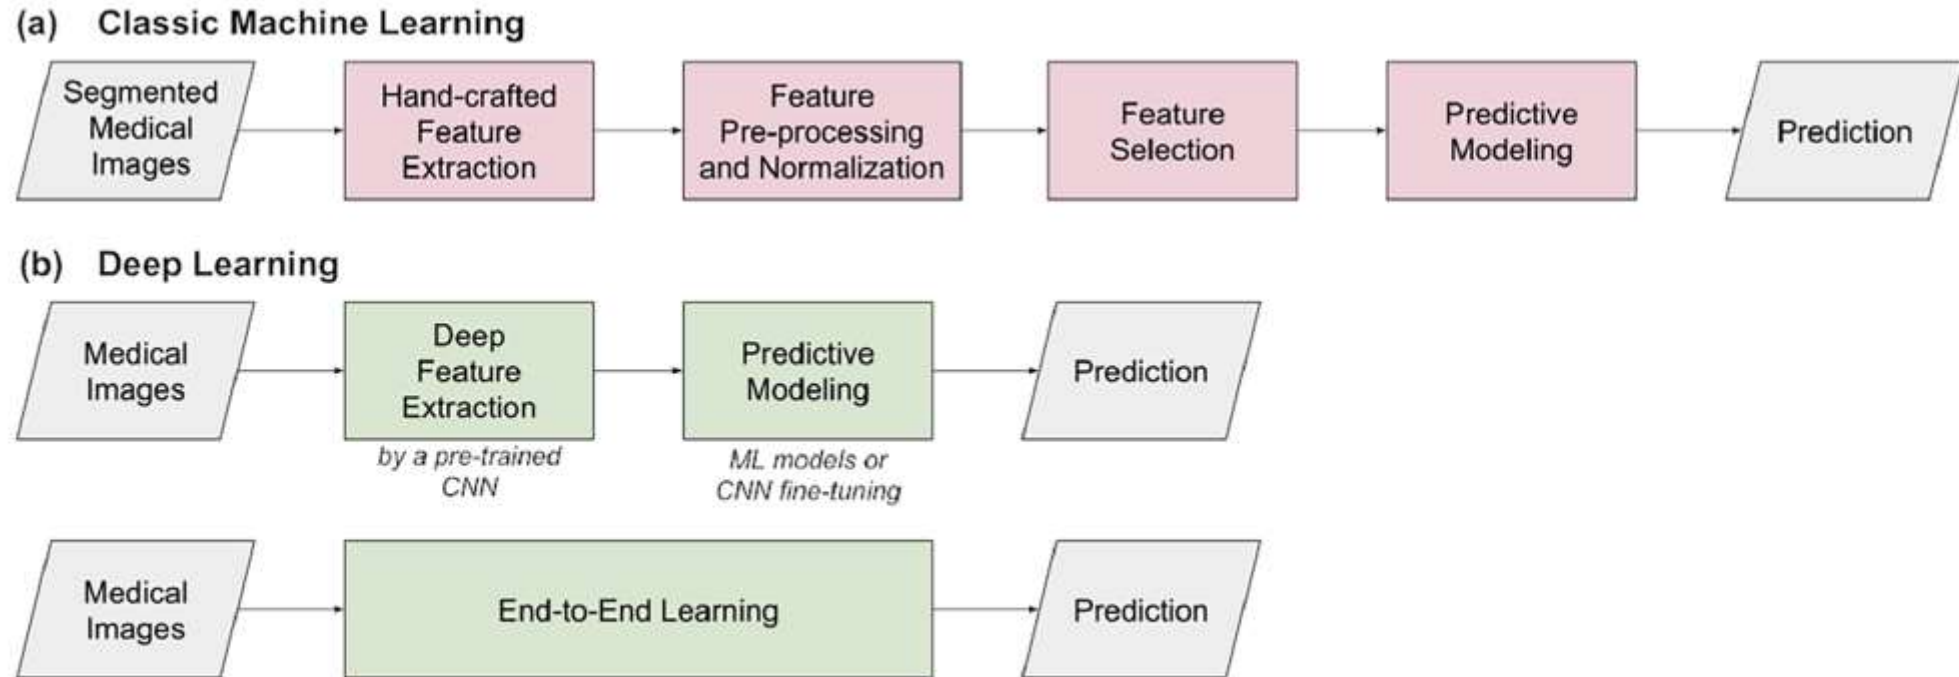 (a) Classic Machine Learning
Segmented
Medical
Images
Hand-crafted
Feature
Extraction
Feature
Pre-processing
and Normalization
Feature
Selection
Predictive
Modeling
Prediction
(b) Deep Learning
Medical
Images
Deep
Feature
Extraction
by a pre-trained
CNN
Predictive
Modeling
ML models or
CNN fine-tuning
Prediction
Medical
Images
End-to-End Learning
Prediction